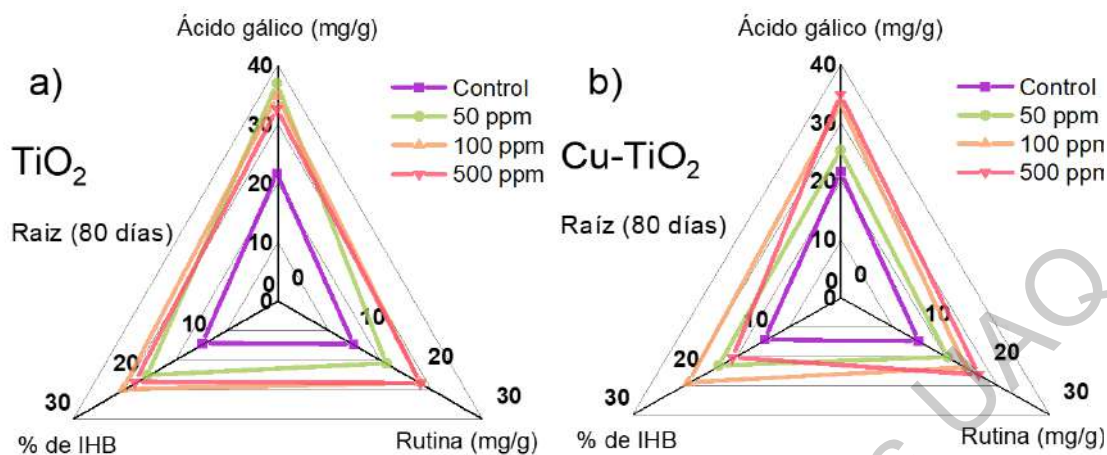 Ácido gálico (mg/g)
a)
40
Control
50 ppm
100 ppm
500 ppm
30
TiO2
20
Raiz (80 días)
10
0
0
0
10
10
20
20
30
30
% de IHB
Rutina (mg/g)
Ácido gálico (mg/g)
b)
40
Control
50 ppm
100 ppm
500 ppm
30
Cu-TiO2
20
Raíz (80 días)
10
0
0
0
10
10
20
20
30
30
% de IHB
Rutina (mg/g)
UAQ